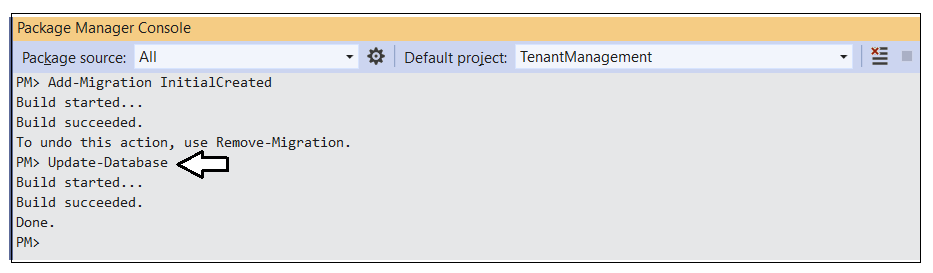 Package Manager Console
Package source: All Default project: TenantManagement
PM> Add-Migration InitialCreated
Build started...
Build succeeded.
To undo this action, use Remove-Migration.
PM> Update-Database
Build started...
Build succeeded.
Done.
PM>